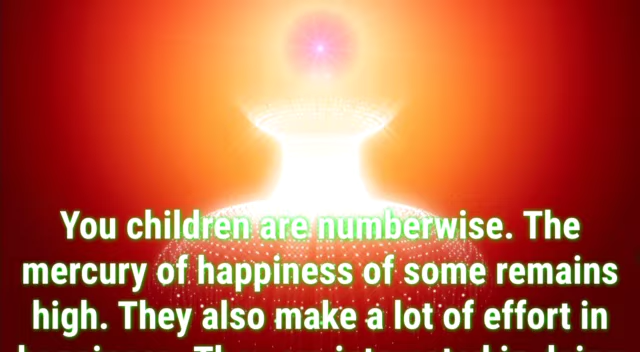 You children are numberwise. The
mercury of happiness of some remains
high. They also make a lot of effort in